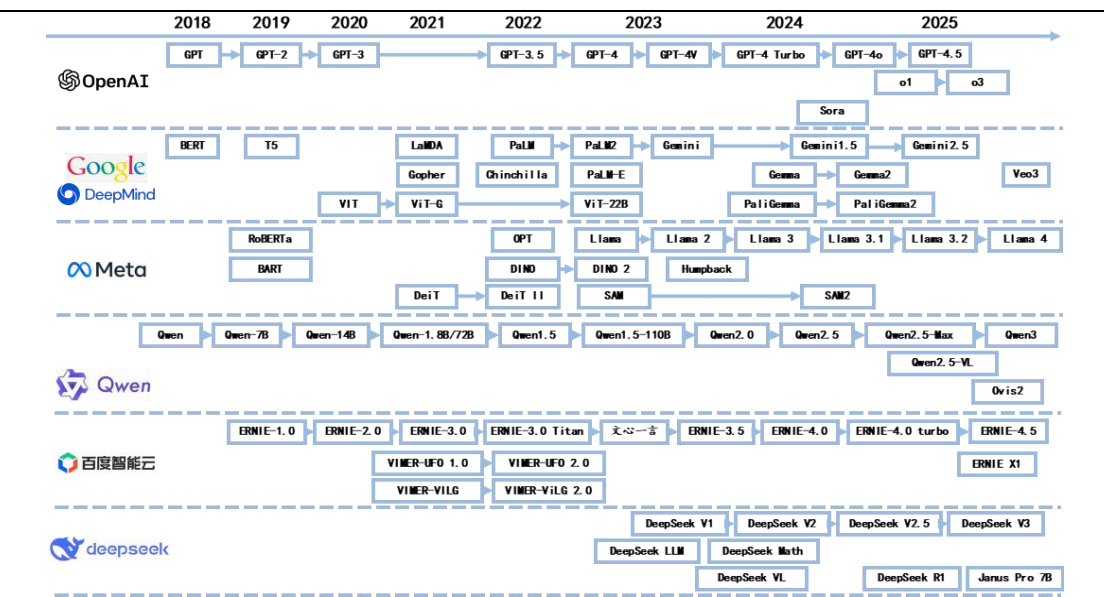 2018 2019 2020 2021 2022 2023 2024 2025
GPT GPT-2 GPT-3 GPT-3.5 GPT-4 GPT-4V GPT-4 Turbo GPT-4o GPT-4.5
OpenAI
o1 o3
Sora
BERT T5 LaMDA PaLM PaLM2 Gemini Gemini1.5 Gemini2.5
Google
Gopher Chinchilla PaLM-E Gemma Gemma2 Veo3
DeepMind
VIT ViT-G ViT-22B PaliGemma PaliGemma2
RoBERTa OPT Llama Llama 2 Llama 3 Llama 3.1 Llama 3.2 Llama 4
Meta
BART DINO DINO 2 Humpback
DeiT DeiT II SAM SAM2
Qwen Qwen-7B Qwen-14B Qwen-1.8B/72B Qwen1.5 Qwen1.5-110B Qwen2.0 Qwen2.5 Qwen2.5-Max Qwen3
Qwen2.5-VL
Qwen
Ovis2
ERNIE-1.0 ERNIE-2.0 ERNIE-3.0 ERNIE-3.0 Titan 文心一言 ERNIE-3.5 ERNIE-4.0 ERNIE-4.0 turbo ERNIE-4.5
百度智能云
VIMER-UFO 1.0 VIMER-UFO 2.0 ERNIE X1
VIMER-VILG VIMER-ViLG 2.0
DeepSeek V1 DeepSeek V2 DeepSeek V2.5 DeepSeek V3
deepseek
DeepSeek LLM DeepSeek Math
DeepSeek VL DeepSeek R1 Janus Pro 7B